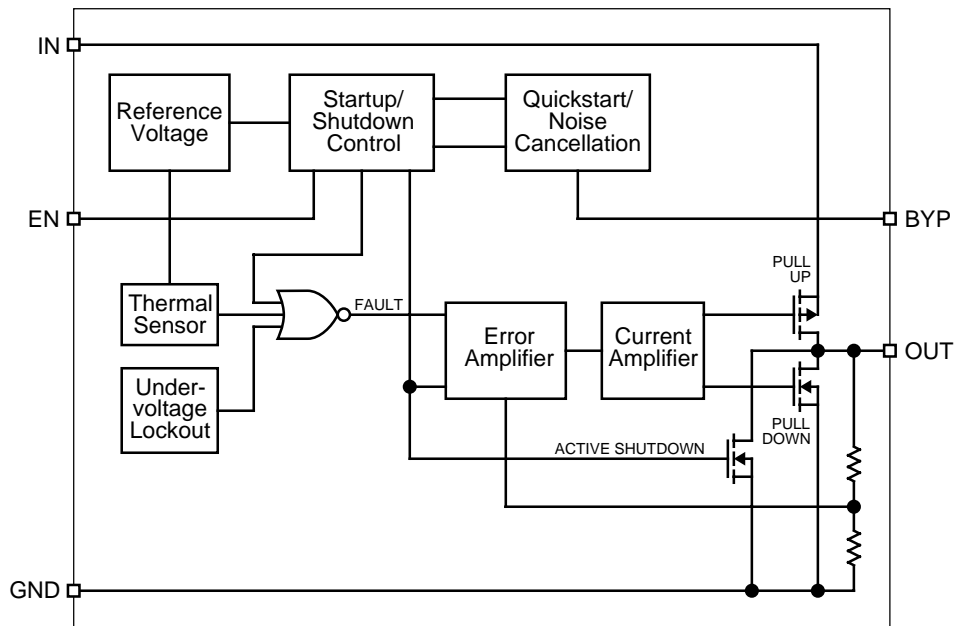 IN
Reference
Voltage
Startup/
Shutdown
Control
Quickstart/
Noise
Cancellation
EN
BYP
PULL
UP
Thermal
Sensor
FAULT
Error
Amplifier
Current
Amplifier
OUT
Under-
voltage
Lockout
PULL
DOWN
ACTIVE SHUTDOWN
GND